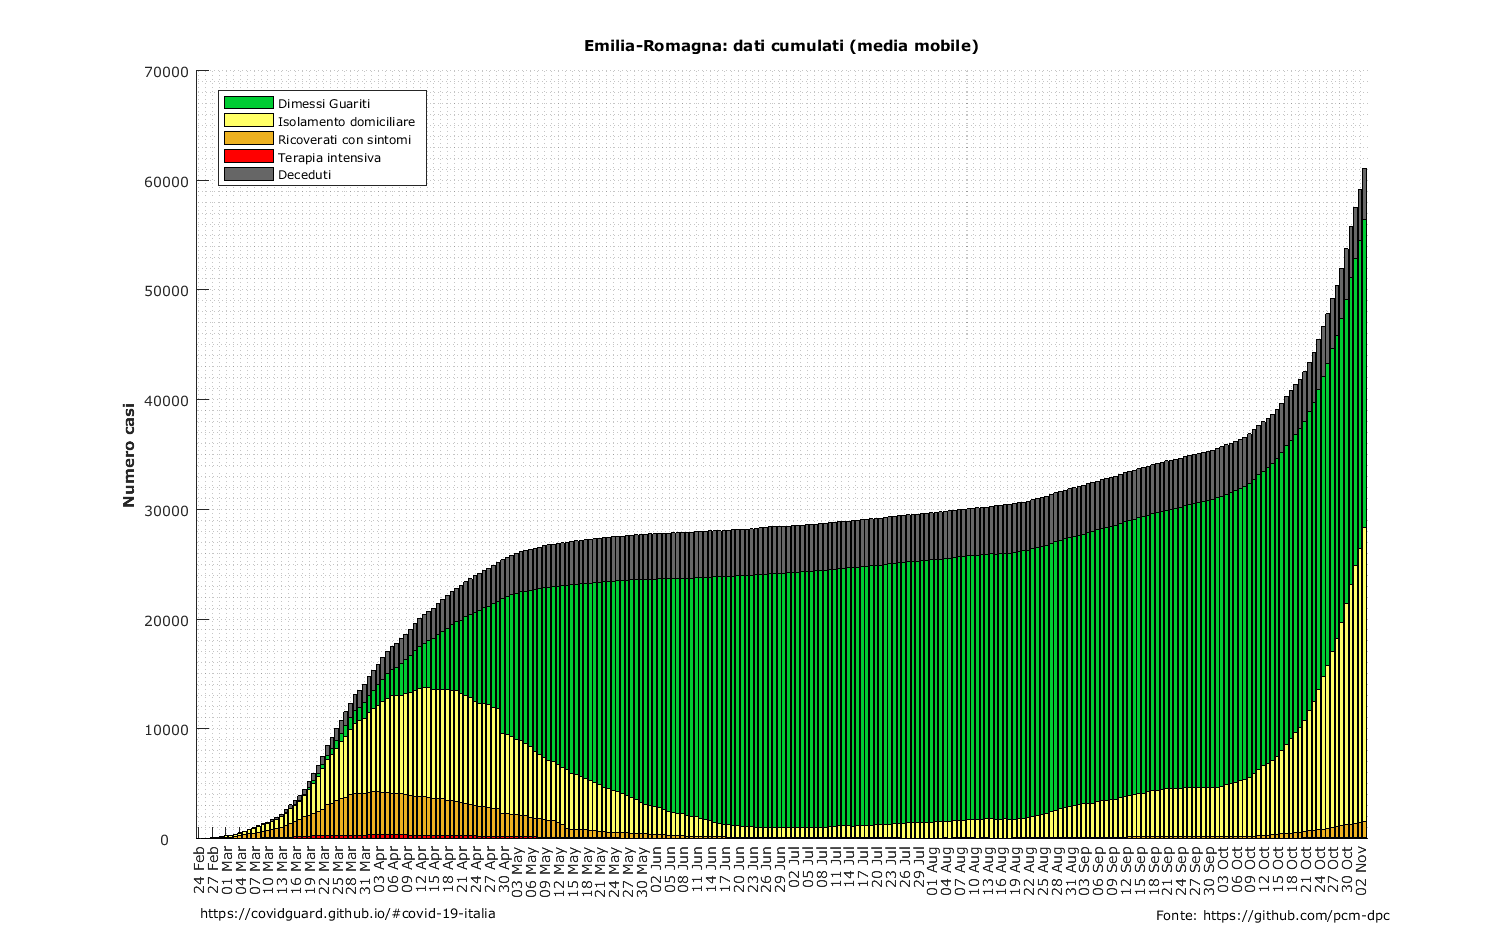 Emilia-Romagna: dati cumulati (media mobile)
70000
60000
50000
40000
30000
20000
10000
0
Numero casi
Dimessi Guariti
Isolamento domiciliare
Ricoverati con sintomi
Terapia intensiva
Deceduti
24 Feb
27 Feb
01 Mar
04 Mar
07 Mar
10 Mar
13 Mar
16 Mar
19 Mar
22 Mar
25 Mar
28 Mar
31 Mar
03 Apr
06 Apr
09 Apr
12 Apr
15 Apr
18 Apr
21 Apr
24 Apr
27 Apr
30 Apr
03 May
06 May
09 May
12 May
15 May
18 May
21 May
24 May
27 May
30 May
02 Jun
05 Jun
08 Jun
11 Jun
14 Jun
17 Jun
20 Jun
23 Jun
26 Jun
29 Jun
02 Jul
05 Jul
08 Jul
11 Jul
14 Jul
17 Jul
20 Jul
23 Jul
26 Jul
29 Jul
01 Aug
04 Aug
07 Aug
10 Aug
13 Aug
16 Aug
19 Aug
22 Aug
25 Aug
28 Aug
31 Aug
03 Sep
06 Sep
09 Sep
12 Sep
15 Sep
18 Sep
21 Sep
24 Sep
27 Sep
30 Sep
03 Oct
06 Oct
09 Oct
12 Oct
15 Oct
18 Oct
21 Oct
24 Oct
27 Oct
30 Oct
02 Nov
https://covidguard.github.io/#covid-19-italia
Fonte: https://github.com/pcm-dpc